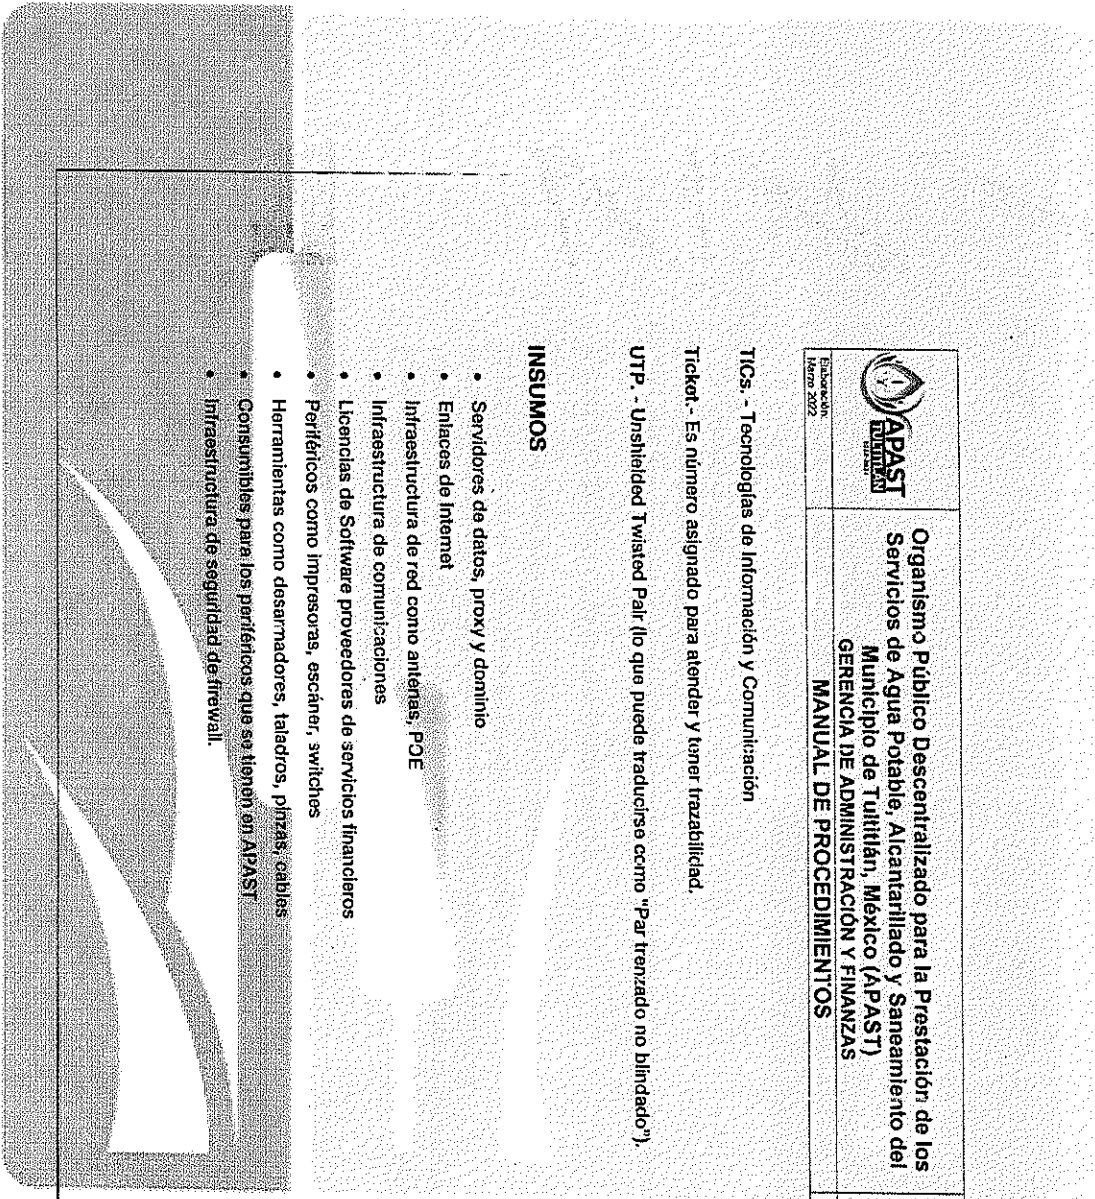 APAST
TULTITLÁN
Elaboración:
Marzo 2022
Organismo Público Descentralizado para la Prestación de los
Servicios de Agua Potable, Alcantarillado y Saneamiento del
Municipio de Tultitlán, México (APAST)
GERENCIA DE ADMINISTRACIÓN Y FINANZAS
MANUAL DE PROCEDIMIENTOS
TICs. - Tecnologías de Información y Comunicación
Tickot.- Es número asignado para atender y tener trazabilidad.
UTP. - Unshielded Twisted Pair (lo que puede traducirse como "Par trenzado no blindado").
INSUMOS
• Servidores de datos, proxy y dominio
• Enlaces de Internet
• Infraestructura de red como antenas, POE
• Infraestructura de comunicaciones
• Licencias de Software proveedores de servicios financieros
• Periféricos como impresoras, escáner, switches
• Herramientas como desarmadores, taladros, pinzas, cables
• Consumibles para los periféricos que se tienen en APAST
• Infraestructura de seguridad de firewall.